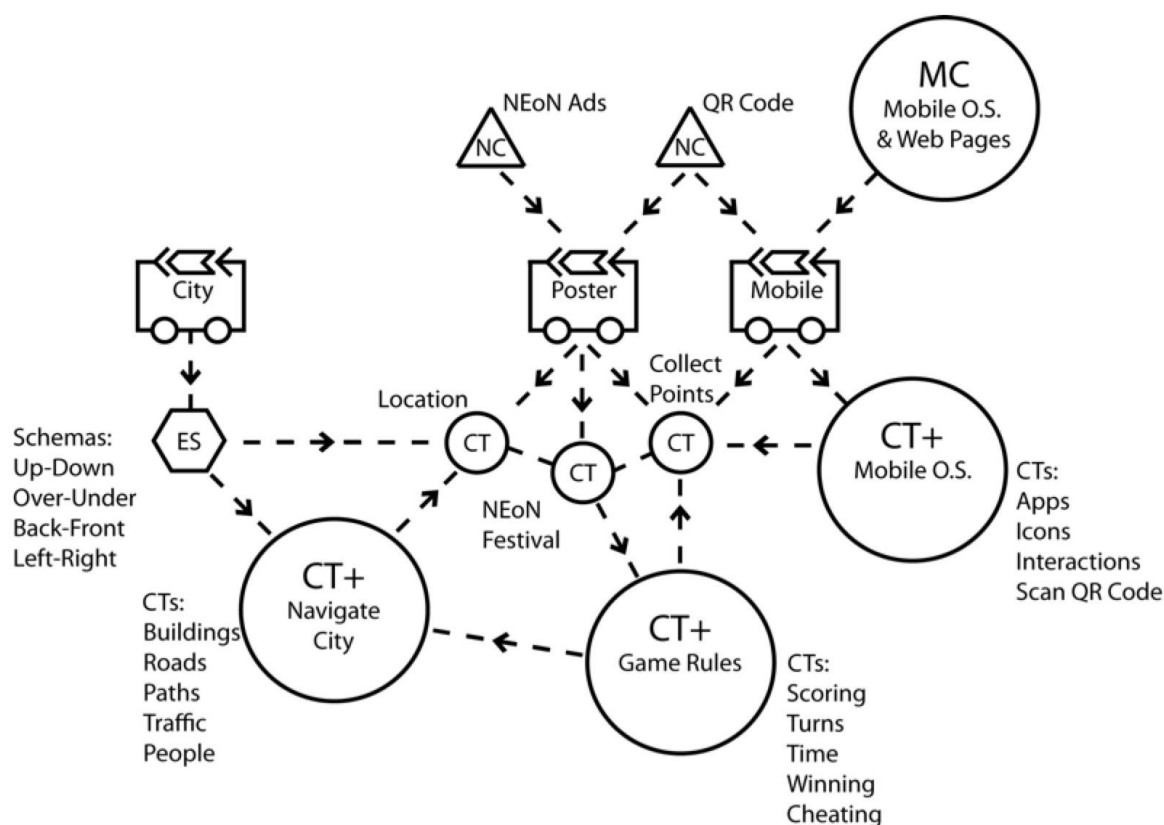 NEoN Ads
NC
QR Code
NC
MC
Mobile O.S.
& Web Pages
City
Poster
Mobile
Location
Collect
Points
ES
CT
CT
CT
NEoN
Festival
Schemas:
Up-Down
Over-Under
Back-Front
Left-Right
CT+
Mobile O.S.
CTs:
Apps
Icons
Interactions
Scan QR Code
CT+
Navigate
City
CTs:
Buildings
Roads
Paths
Traffic
People
CT+
Game Rules
CTs:
Scoring
Turns
Time
Winning
Cheating